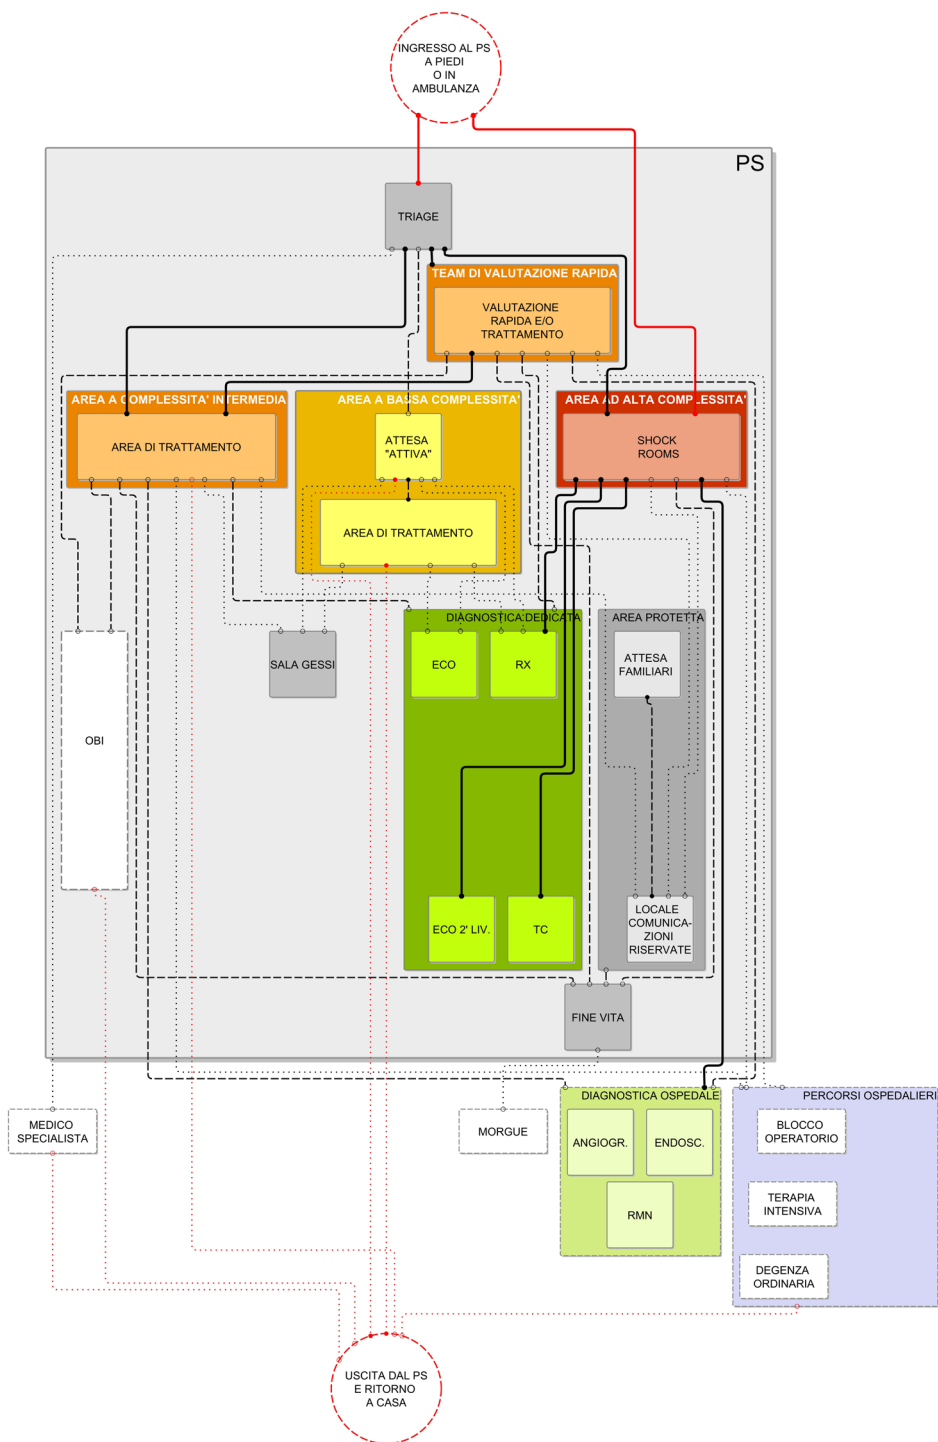 INGRESSO AL PS
A PIEDI
O IN
AMBULANZA
PS
TRIAGE
TEAM DI VALUTAZIONE RAPIDA
VALUTAZIONE
RAPIDA E/O
TRATTAMENTO
AREA A COMPLESSITA' INTERMEDIA
AREA DI TRATTAMENTO
AREA A BASSA COMPLESSITA'
ATTESA
"ATTIVA"
AREA DI TRATTAMENTO
AREA AD ALTA COMPLESSITA'
SHOCK
ROOMS
OBI
SALA GESSI
DIAGNOSTICA DEDICATA
ECO
RX
ECO 2' LIV.
TC
AREA PROTETTA
ATTESA
FAMILIARI
LOCALE
COMUNICA-
ZIONI
RISERVATE
FINE VITA
MEDICO
SPECIALISTA
MORGUE
DIAGNOSTICA OSPEDALE
ANGIOGR.
ENDOSC.
RMN
PERCORSI OSPEDALIERI
BLOCCO
OPERATORIO
TERAPIA
INTENSIVA
DEGENZA
ORDINARIA
USCITA DAL PS
E RITORNO
A CASA